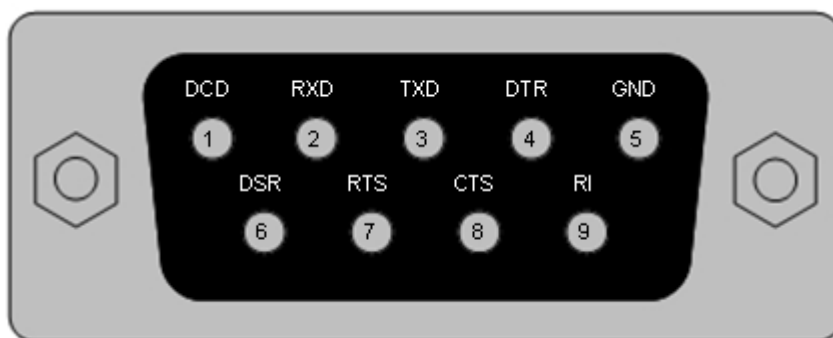 DCD RXD TXD DTR GND
1 2 3 4 5
DSR RTS CTS RI
6 7 8 9